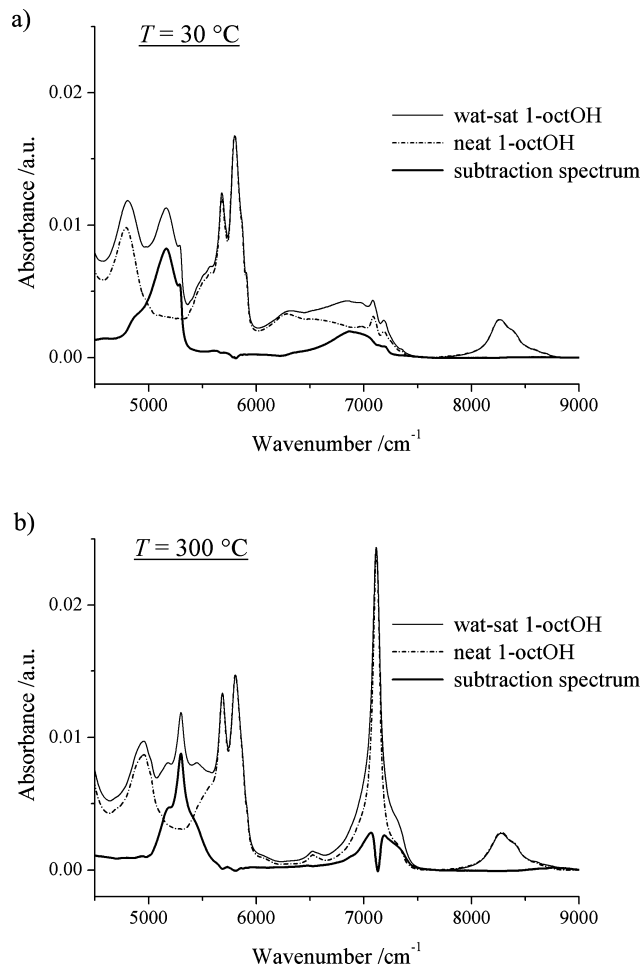 a)
T = 30 °C
wat-sat 1-octOH
neat 1-octOH
subtraction spectrum
Absorbance /a.u.
0.02
0.01
0.00
5000 6000 7000 8000 9000
Wavenumber /cm⁻¹
b)
T = 300 °C
wat-sat 1-octOH
neat 1-octOH
subtraction spectrum
Absorbance /a.u.
0.02
0.01
0.00
5000 6000 7000 8000 9000
Wavenumber /cm⁻¹